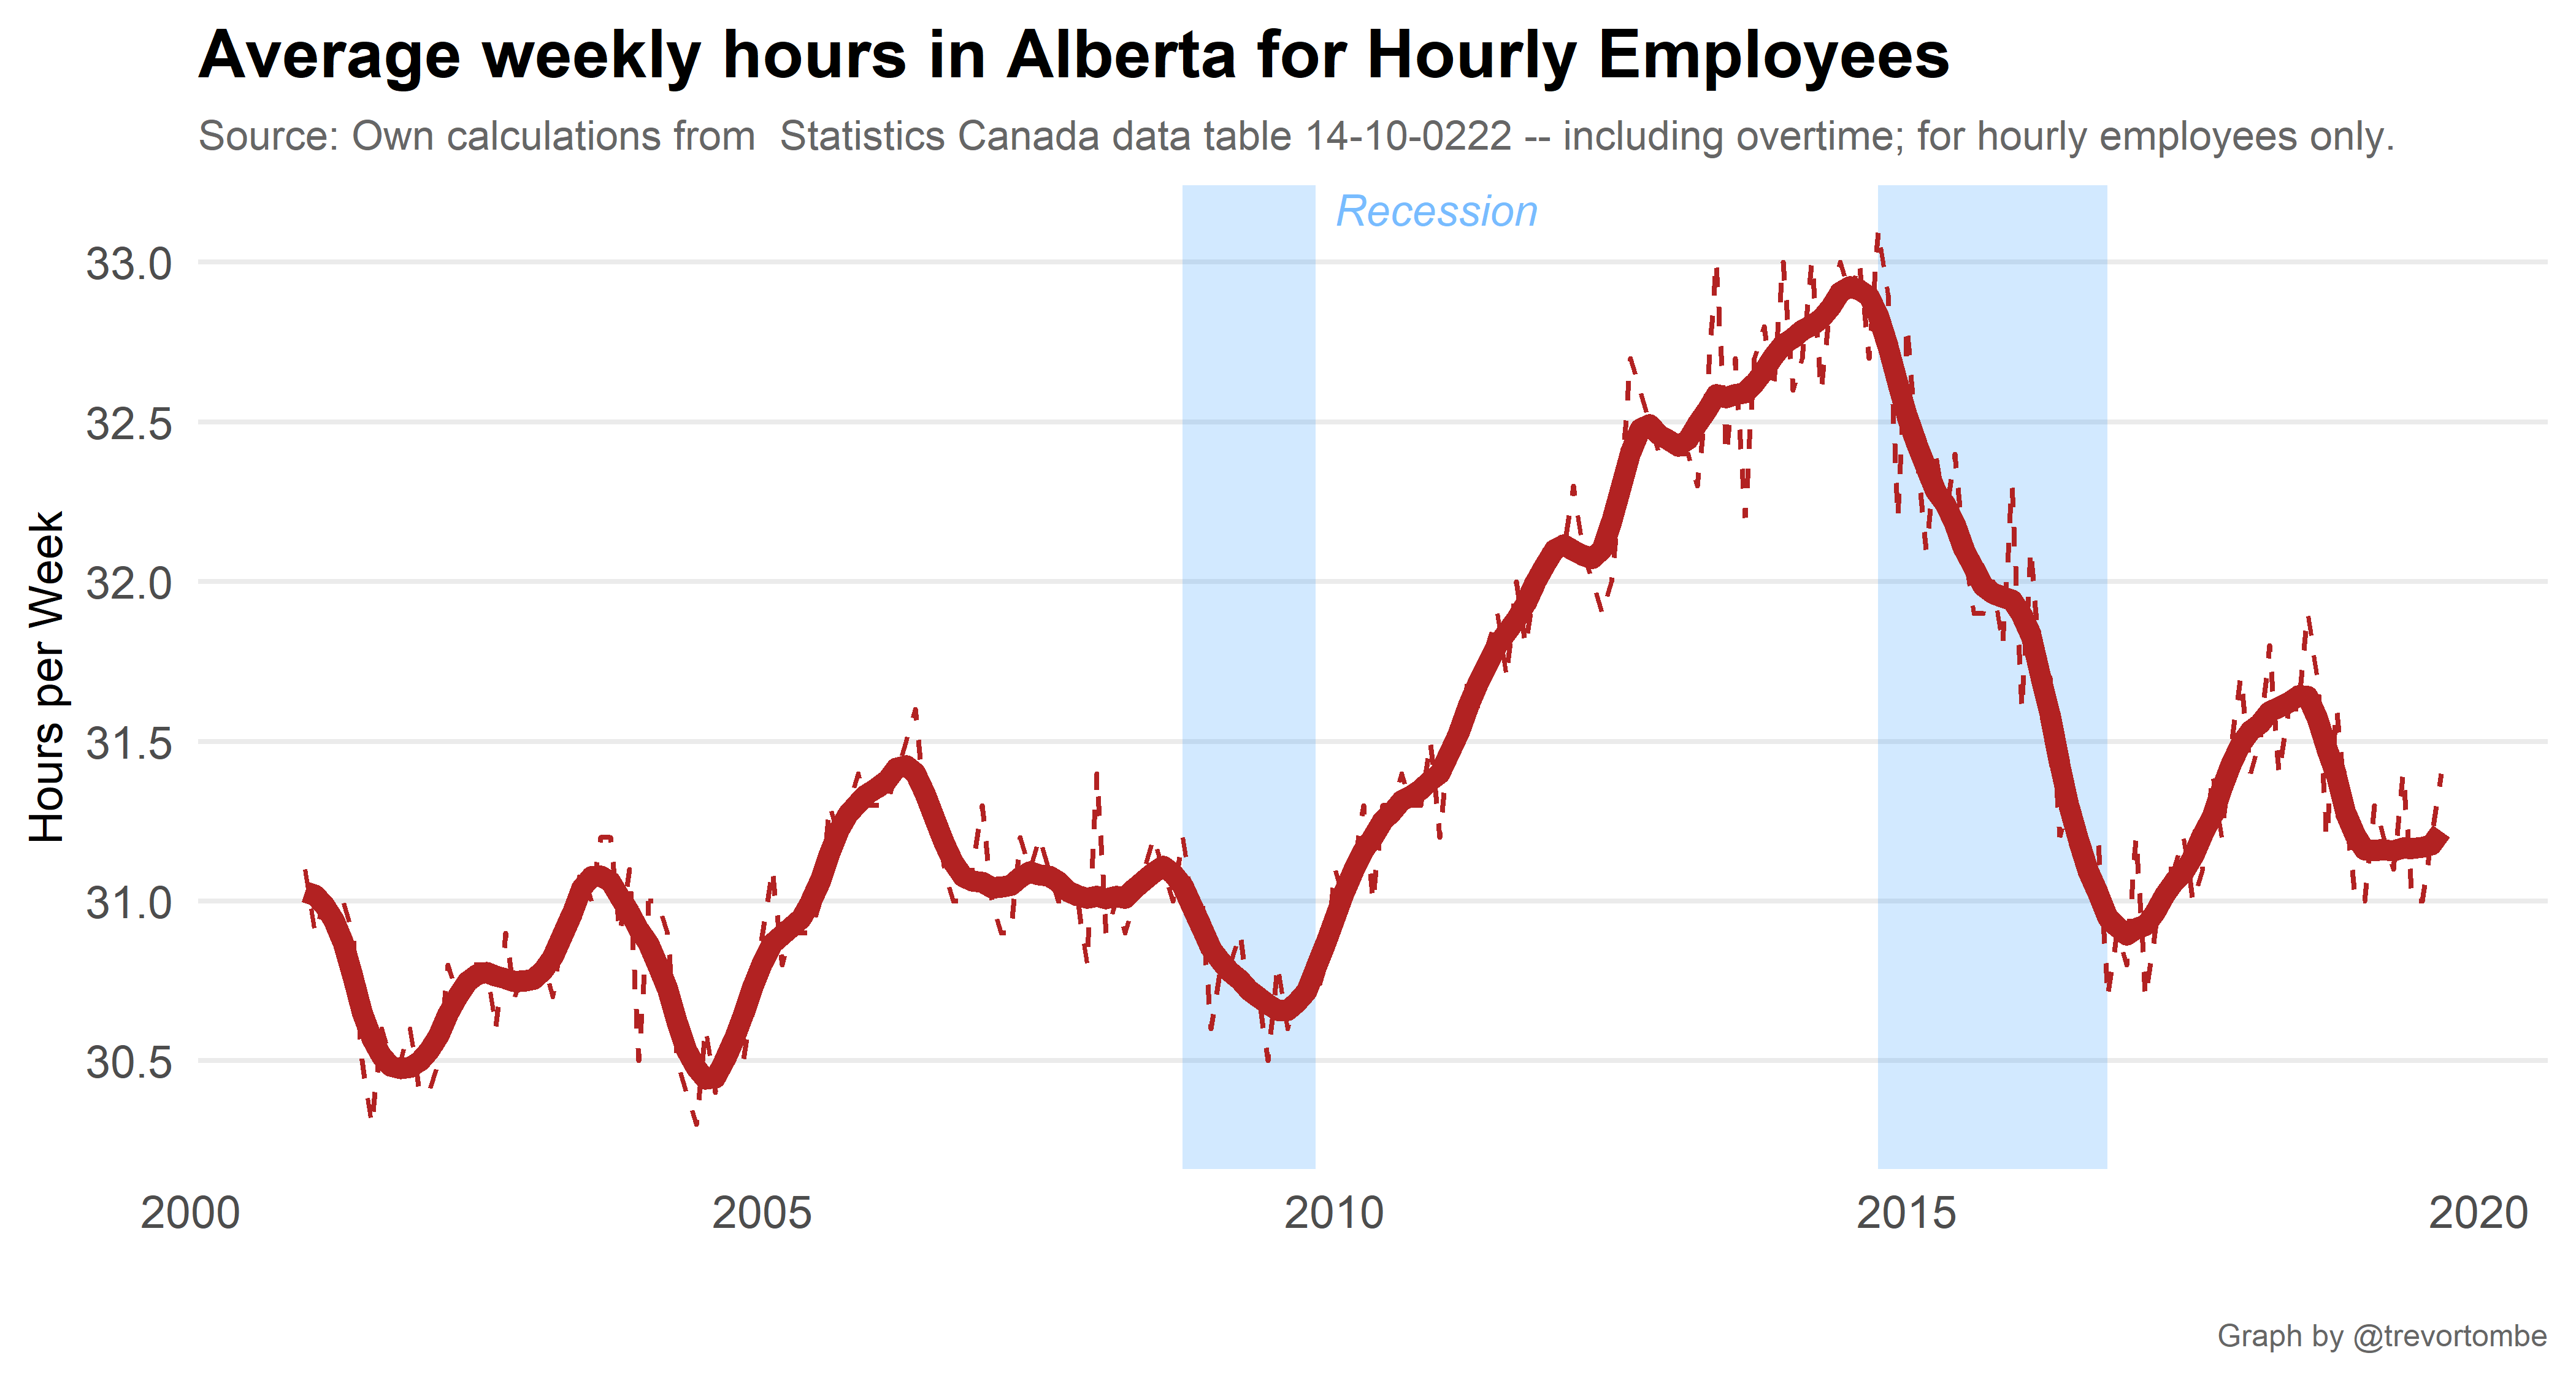 Average weekly hours in Alberta for Hourly Employees
Source: Own calculations from  Statistics Canada data table 14-10-0222 -- including overtime; for hourly employees only.
Recession
33.0
32.5
32.0
31.5
31.0
30.5
Hours per Week
2000
2005
2010
2015
2020
Graph by @trevortombe